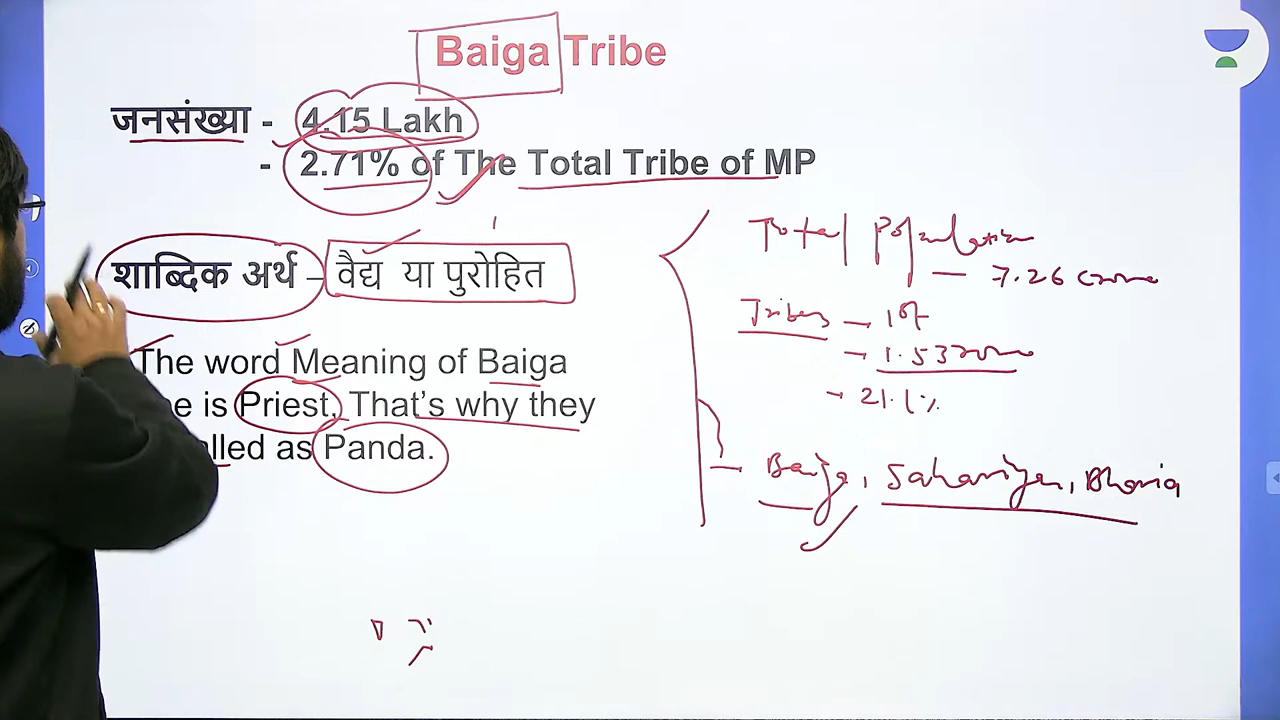 Baiga Tribe
जनसंख्या - 4.15 Lakh
- 2.71% of The Total Tribe of MP
शाब्दिक अर्थ – वैद्य या पुरोहित
The word Meaning of Baiga
is Priest, That's why they
called as Panda.
Total Population
— 7.26 crore
Tribes → 1st
→ 1.53 crore
→ 21.1%
— Baiga, Sahariya, Bharia